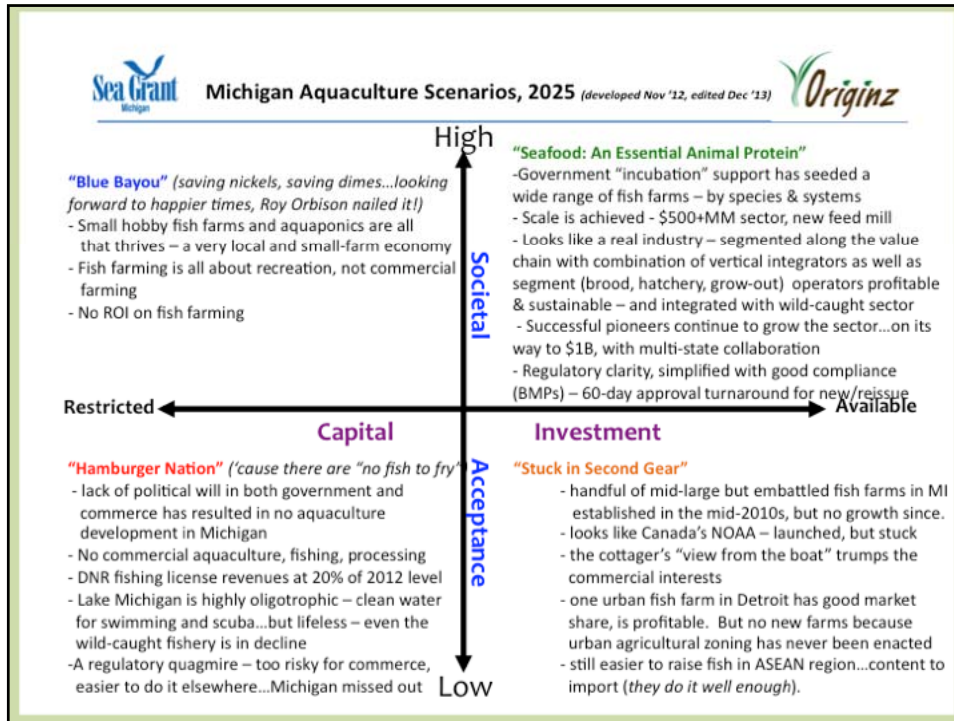 Sea Grant
Michigan
Michigan Aquaculture Scenarios, 2025 (developed Nov '12, edited Dec '13)
Originz
High
"Blue Bayou" (saving nickels, saving dimes...looking
forward to happier times, Roy Orbison nailed it!)
- Small hobby fish farms and aquaponics are all
that thrives – a very local and small-farm economy
- Fish farming is all about recreation, not commercial
farming
- No ROI on fish farming
"Seafood: An Essential Animal Protein"
-Government "incubation" support has seeded a
wide range of fish farms – by species & systems
- Scale is achieved - $500+MM sector, new feed mill
- Looks like a real industry – segmented along the value
chain with combination of vertical integrators as well as
segment (brood, hatchery, grow-out) operators profitable
& sustainable – and integrated with wild-caught sector
- Successful pioneers continue to grow the sector...on its
way to $1B, with multi-state collaboration
- Regulatory clarity, simplified with good compliance
(BMPs) – 60-day approval turnaround for new/reissue
Societal
Restricted
Available
Capital
Investment
Acceptance
"Hamburger Nation" ('cause there are "no fish to fry"
- lack of political will in both government and
commerce has resulted in no aquaculture
development in Michigan
- No commercial aquaculture, fishing, processing
- DNR fishing license revenues at 20% of 2012 level
- Lake Michigan is highly oligotrophic – clean water
for swimming and scuba...but lifeless – even the
wild-caught fishery is in decline
-A regulatory quagmire – too risky for commerce,
easier to do it elsewhere...Michigan missed out
"Stuck in Second Gear"
- handful of mid-large but embattled fish farms in MI
established in the mid-2010s, but no growth since.
- looks like Canada's NOAA – launched, but stuck
- the cottager's "view from the boat" trumps the
commercial interests
- one urban fish farm in Detroit has good market
share, is profitable.  But no new farms because
urban agricultural zoning has never been enacted
- still easier to raise fish in ASEAN region...content to
import (they do it well enough).
Low